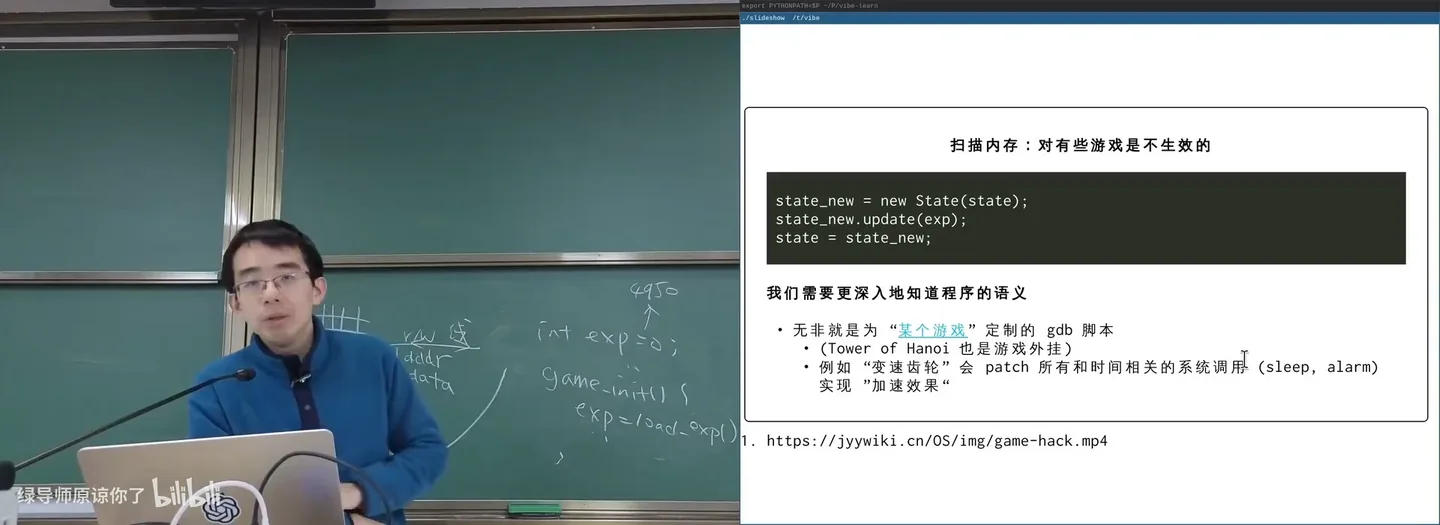 4950
r/w 线
addr
data
int exp = 0;
game_init() {
exp = load_exp()
}
绿导师原谅你了 bilibili
export PYTHONPATH=$P ~/P/vibe-learn
./slideshow /t/vibe
扫描内存：对有些游戏是不生效的
state_new = new State(state);
state_new.update(exp);
state = state_new;
我们需要更深入地知道程序的语义
• 无非就是为 “某个游戏” 定制的 gdb 脚本
• (Tower of Hanoi 也是游戏外挂)
• 例如 “变速齿轮” 会 patch 所有和时间相关的系统调用 (sleep, alarm)
实现 ”加速效果“
1. https://jyywiki.cn/OS/img/game-hack.mp4